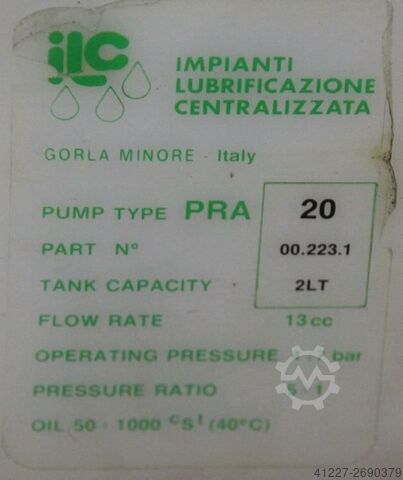 ilc
IMPIANTI
LUBRIFICAZIONE
CENTRALIZZATA
GORLA MINORE - Italy
PUMP TYPE PRA 20
PART Nº 00.223.1
TANK CAPACITY 2LT
FLOW RATE 13cc
OPERATING PRESSURE bar
PRESSURE RATIO
OIL 50 ÷ 1000 cSt (40°C)
41227-2690379